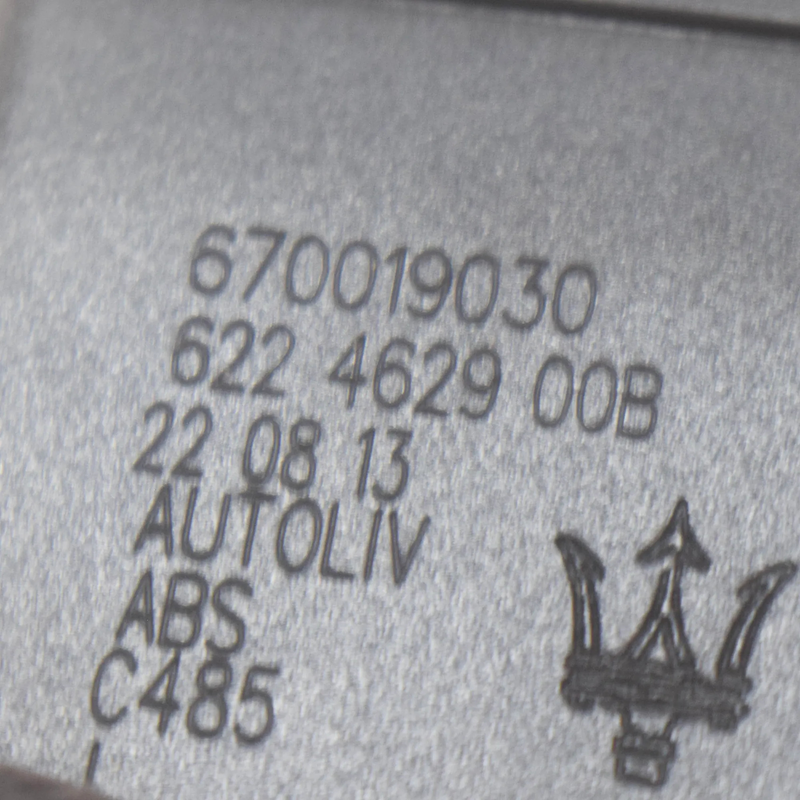 670019030
622 4629 00B
22 08 13
AUTOLIV
ABS
C485